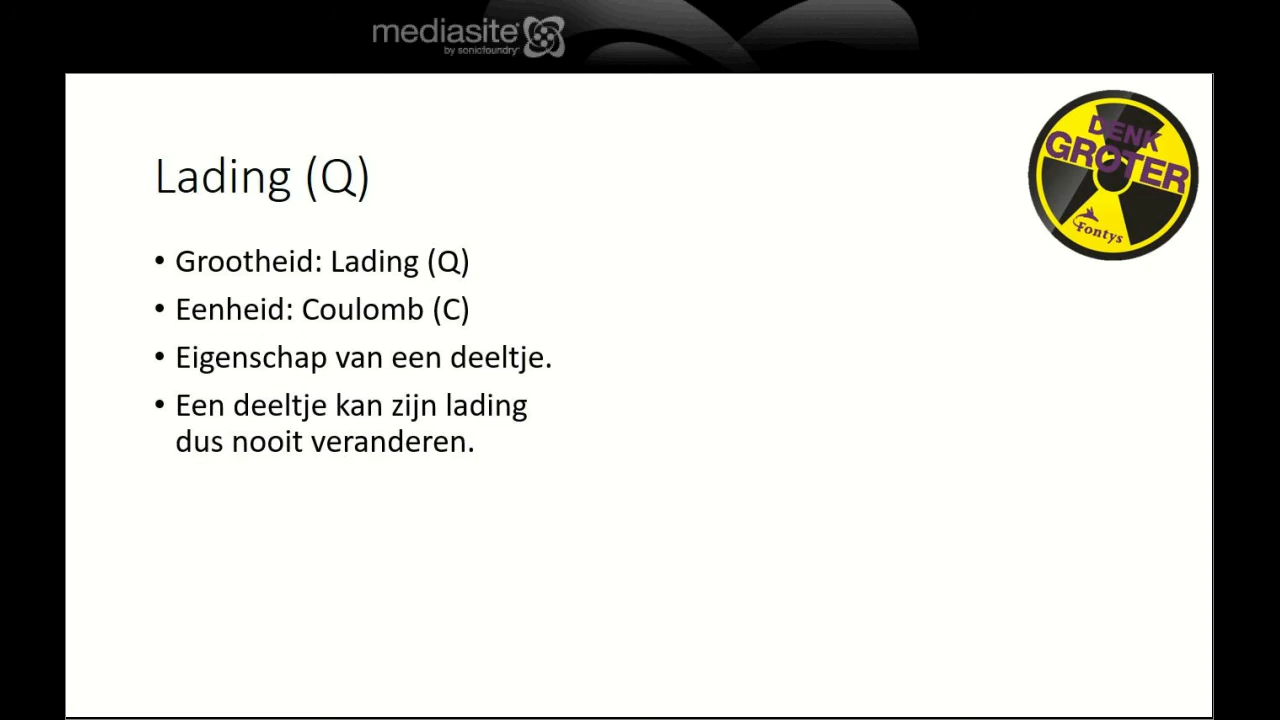 mediasite
by sonicfoundry
DENK
GROTER
Fontys
Lading (Q)
• Grootheid: Lading (Q)
• Eenheid: Coulomb (C)
• Eigenschap van een deeltje.
• Een deeltje kan zijn lading
dus nooit veranderen.